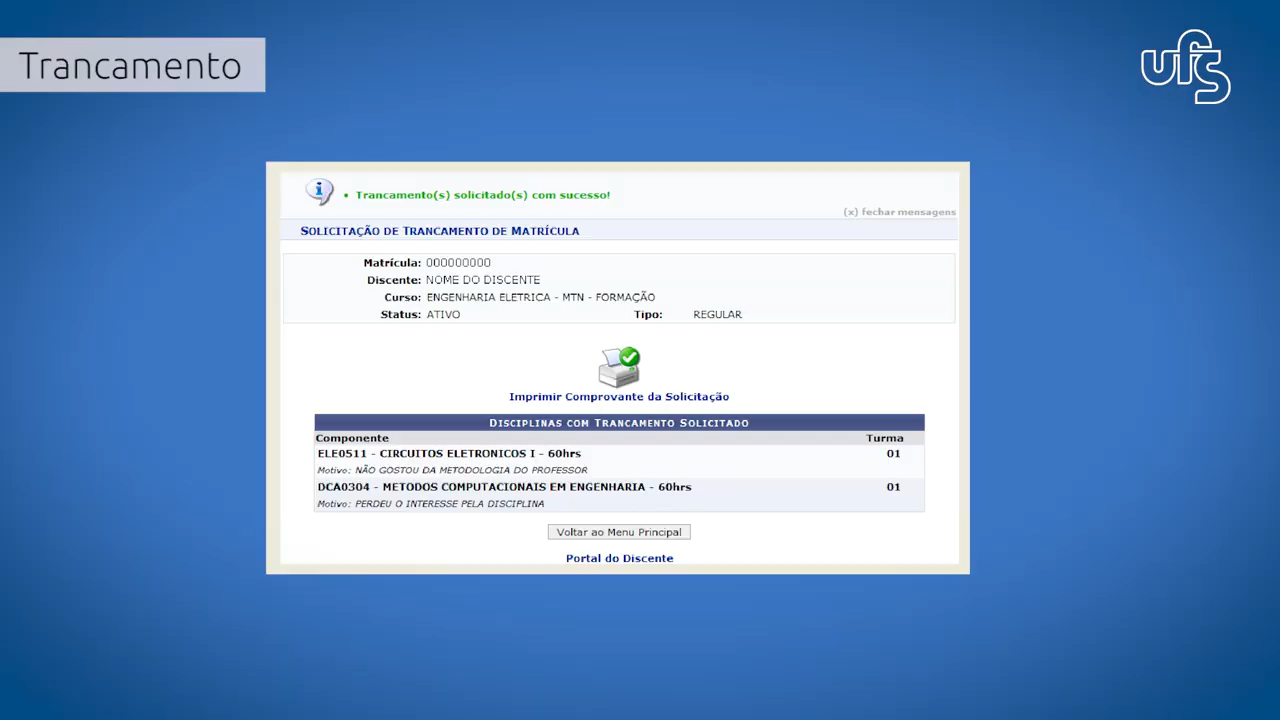 Trancamento
ufs
• Trancamento(s) solicitado(s) com sucesso!
(x) fechar mensagens
SOLICITAÇÃO DE TRANCAMENTO DE MATRÍCULA
Matrícula: 000000000
Discente: NOME DO DISCENTE
Curso: ENGENHARIA ELETRICA - MTN - FORMAÇÃO
Status: ATIVO Tipo: REGULAR
Imprimir Comprovante da Solicitação
DISCIPLINAS COM TRANCAMENTO SOLICITADO
Componente Turma
ELE0511 - CIRCUITOS ELETRONICOS I - 60hrs 01
Motivo: NÃO GOSTOU DA METODOLOGIA DO PROFESSOR
DCA0304 - METODOS COMPUTACIONAIS EM ENGENHARIA - 60hrs 01
Motivo: PERDEU O INTERESSE PELA DISCIPLINA
Voltar ao Menu Principal
Portal do Discente